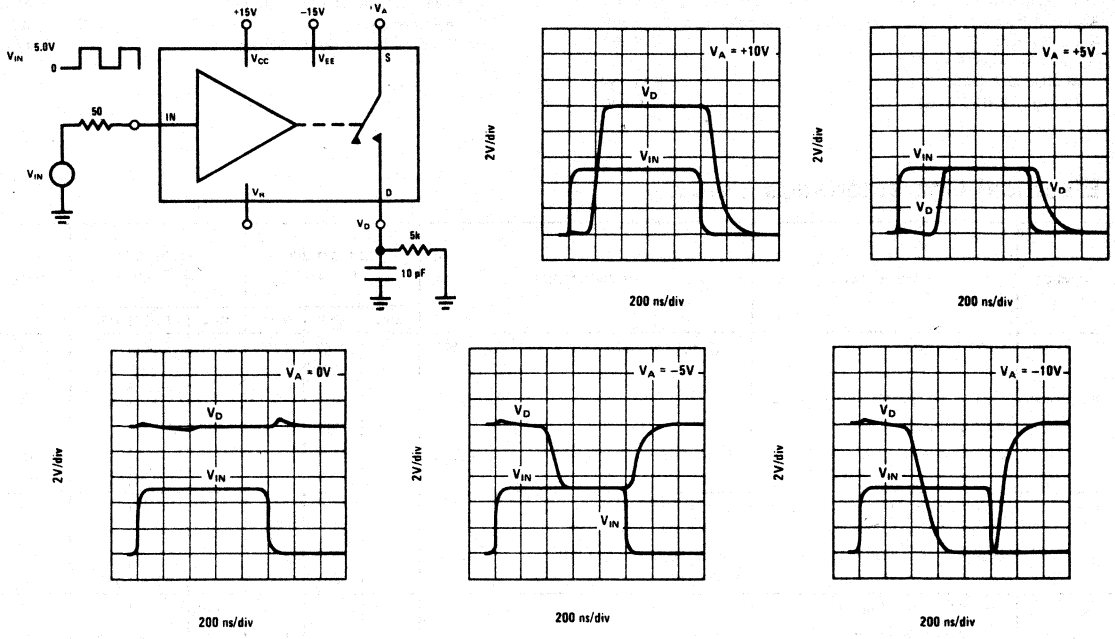 +15V
-15V
VA
VIN
5.0V
0
VCC
VEE
S
50
IN
VIN
VH
D
VD
5k
10 pF
VA = +10V
VD
VIN
2V/div
200 ns/div
VA = +5V
VIN
VD
VD
2V/div
200 ns/div
VA = 0V
VD
VIN
2V/div
200 ns/div
VA = -5V
VD
VIN
VIN
2V/div
200 ns/div
VA = -10V
VD
VIN
2V/div
200 ns/div